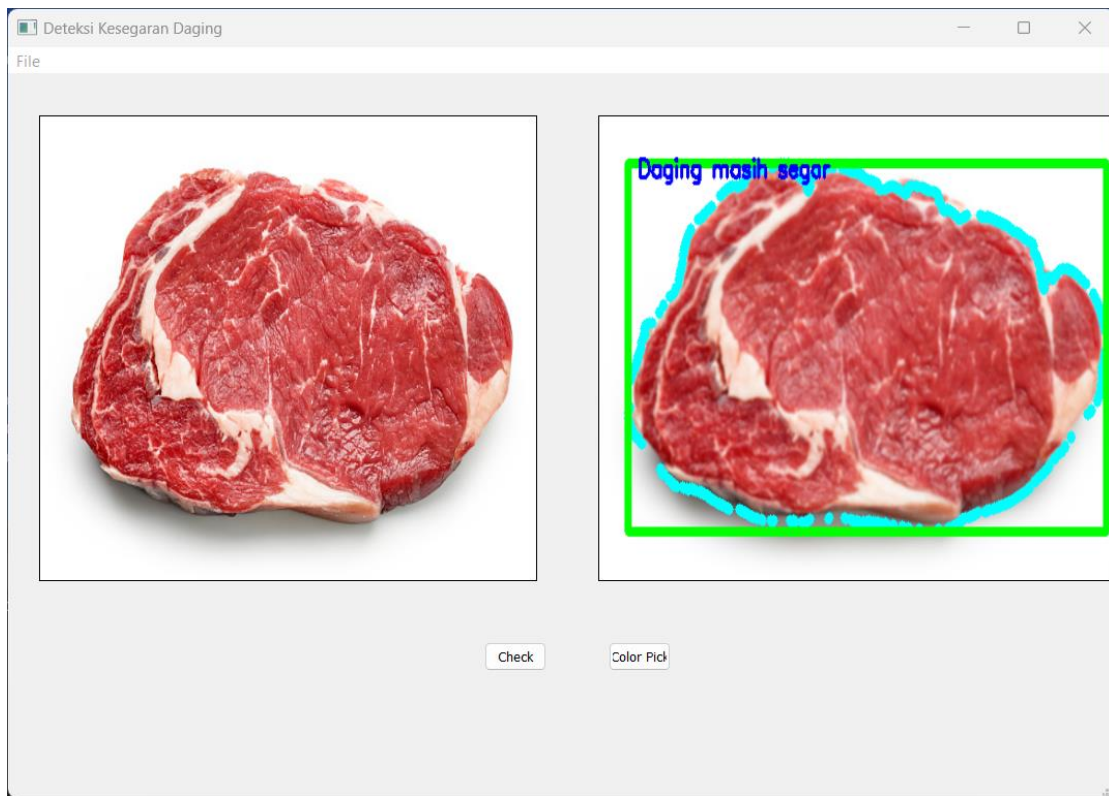 Deteksi Kesegaran Daging
File
Daging masih segar
Check
Color Pick